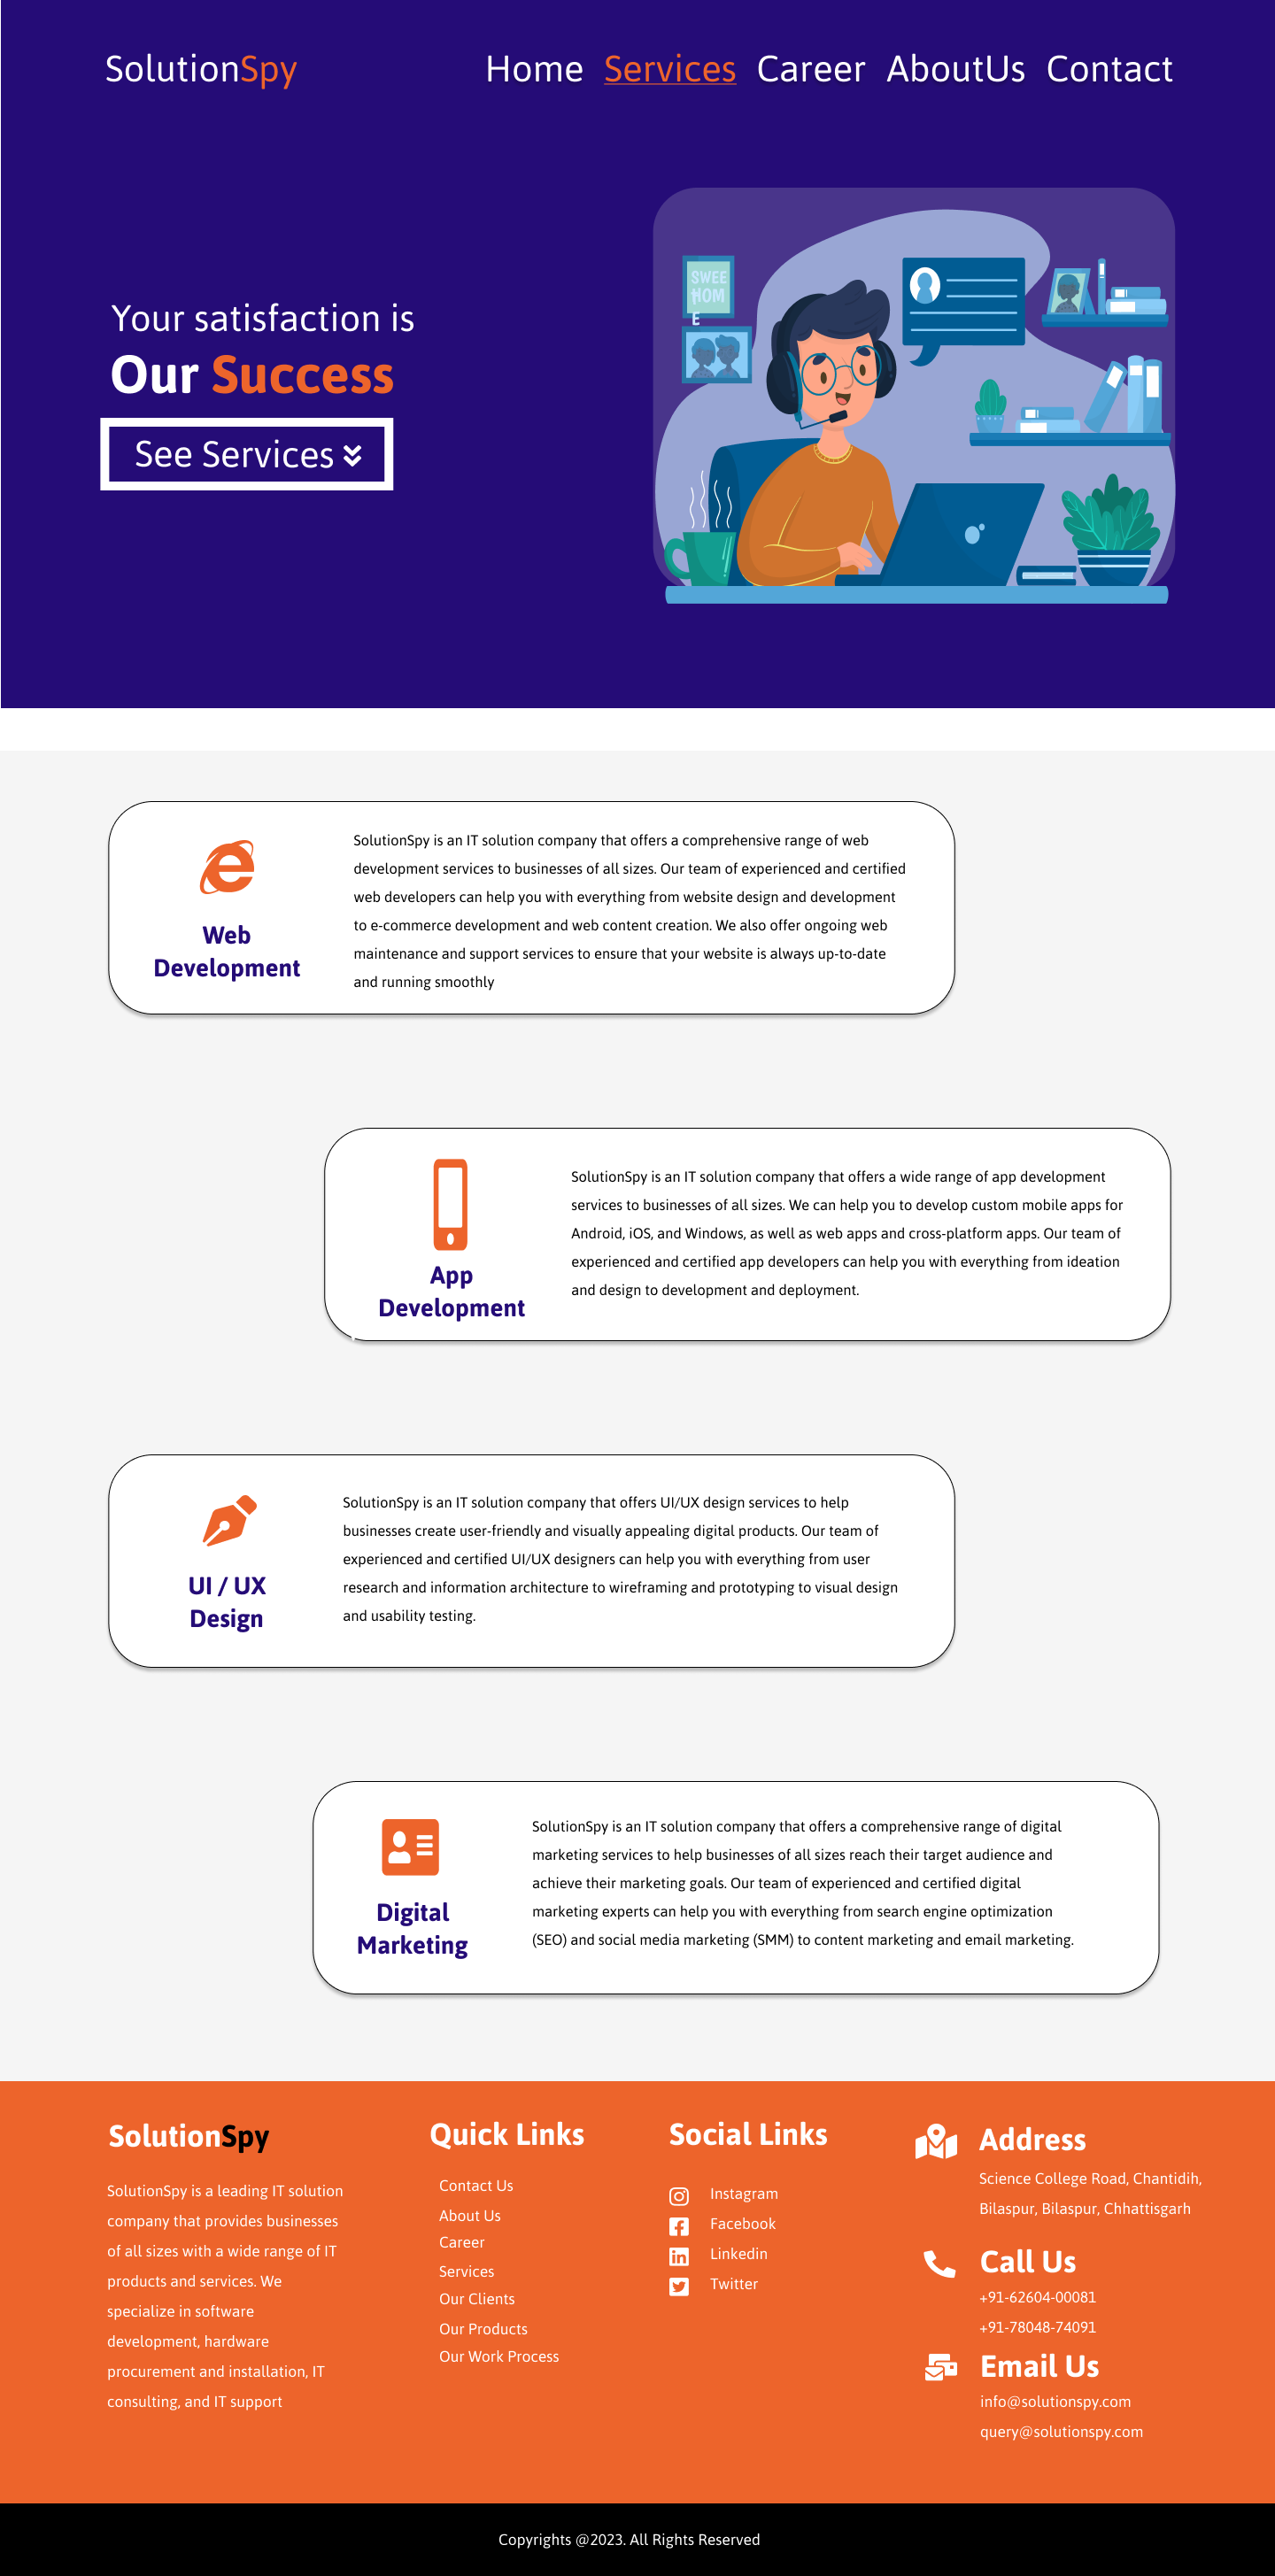 SolutionSpy
Home Services Career AboutUs Contact
SWEE
HOM
E
Your satisfaction is
Our Success
See Services
Web
Development
SolutionSpy is an IT solution company that offers a comprehensive range of web
development services to businesses of all sizes. Our team of experienced and certified
web developers can help you with everything from website design and development
to e-commerce development and web content creation. We also offer ongoing web
maintenance and support services to ensure that your website is always up-to-date
and running smoothly
App
Development
SolutionSpy is an IT solution company that offers a wide range of app development
services to businesses of all sizes. We can help you to develop custom mobile apps for
Android, iOS, and Windows, as well as web apps and cross-platform apps. Our team of
experienced and certified app developers can help you with everything from ideation
and design to development and deployment.
UI / UX
Design
SolutionSpy is an IT solution company that offers UI/UX design services to help
businesses create user-friendly and visually appealing digital products. Our team of
experienced and certified UI/UX designers can help you with everything from user
research and information architecture to wireframing and prototyping to visual design
and usability testing.
Digital
Marketing
SolutionSpy is an IT solution company that offers a comprehensive range of digital
marketing services to help businesses of all sizes reach their target audience and
achieve their marketing goals. Our team of experienced and certified digital
marketing experts can help you with everything from search engine optimization
(SEO) and social media marketing (SMM) to content marketing and email marketing.
SolutionSpy
SolutionSpy is a leading IT solution
company that provides businesses
of all sizes with a wide range of IT
products and services. We
specialize in software
development, hardware
procurement and installation, IT
consulting, and IT support
Quick Links
Contact Us
About Us
Career
Services
Our Clients
Our Products
Our Work Process
Social Links
Instagram
Facebook
Linkedin
Twitter
Address
Science College Road, Chantidih,
Bilaspur, Bilaspur, Chhattisgarh
Call Us
+91-62604-00081
+91-78048-74091
Email Us
info@solutionspy.com
query@solutionspy.com
Copyrights @2023. All Rights Reserved